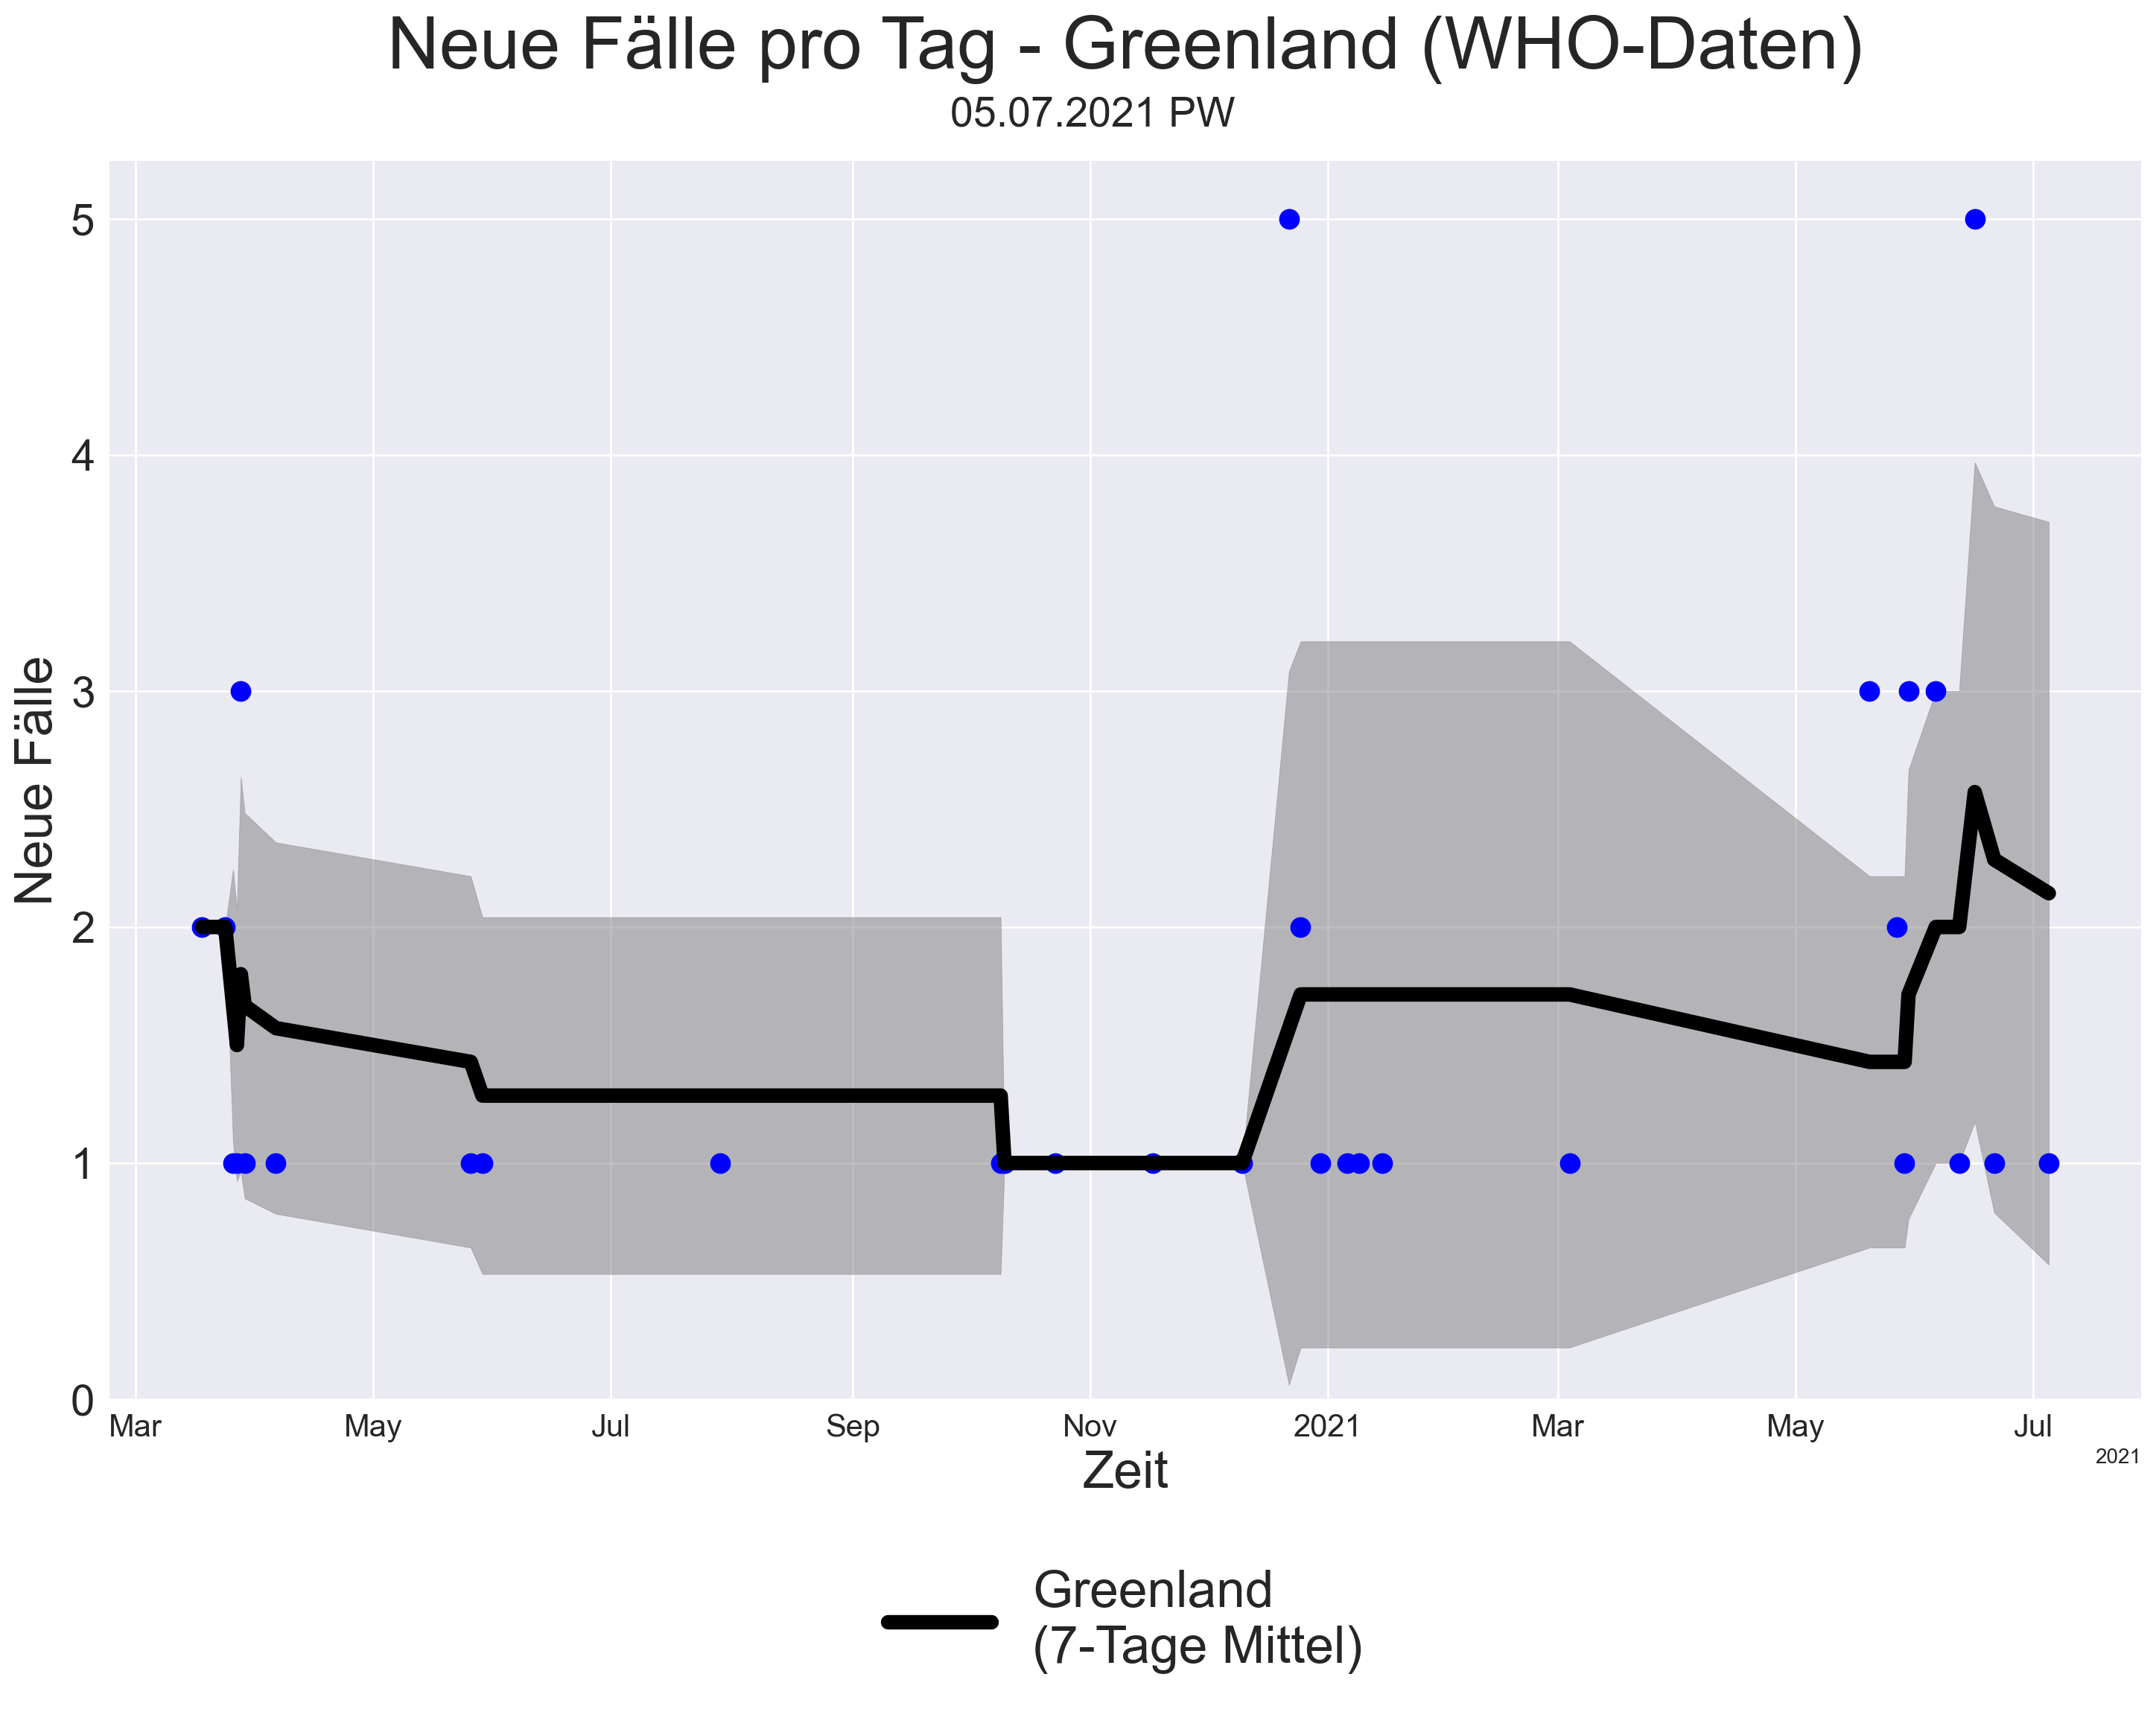 Neue Fälle pro Tag - Greenland (WHO-Daten)
05.07.2021 PW
Neue Fälle
5
4
3
2
1
0
Mar May Jul Sep Nov 2021 Mar May Jul
2021
Zeit
Greenland
(7-Tage Mittel)